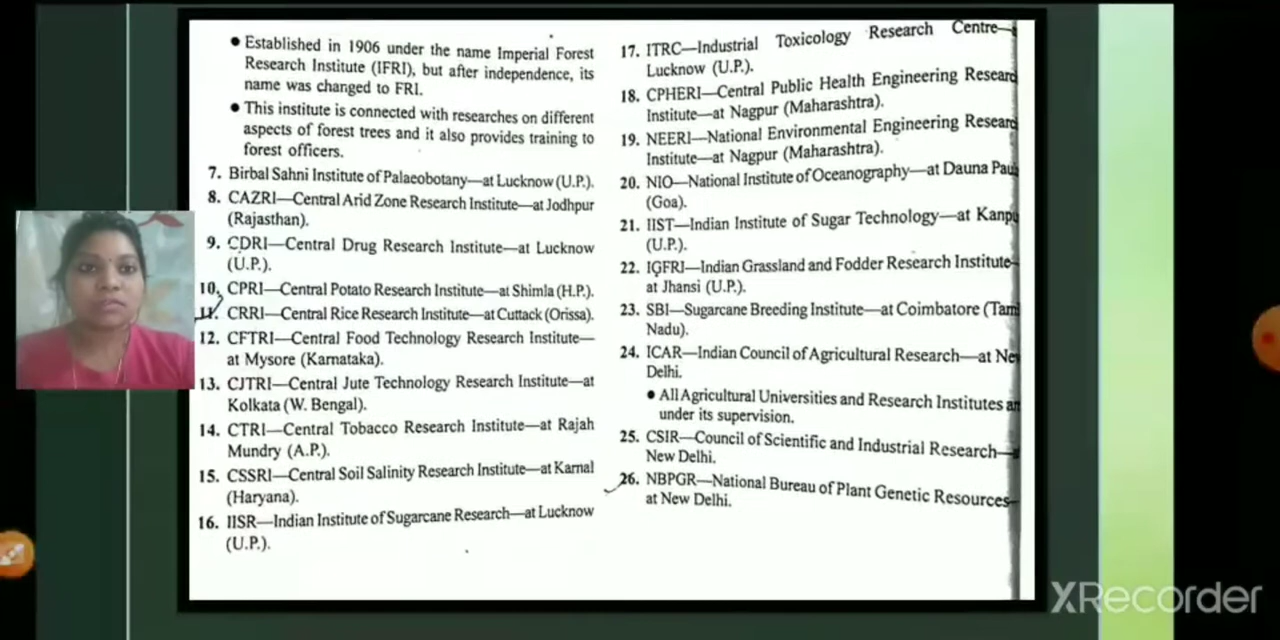 • Established in 1906 under the name Imperial Forest
Research Institute (IFRI), but after independence, its
name was changed to FRI.
• This institute is connected with researches on different
aspects of forest trees and it also provides training to
forest officers.
7. Birbal Sahni Institute of Palaeobotany—at Lucknow (U.P.).
8. CAZRI—Central Arid Zone Research Institute—at Jodhpur
(Rajasthan).
9. CDRI—Central Drug Research Institute—at Lucknow
(U.P.).
10. CPRI—Central Potato Research Institute—at Shimla (H.P.).
11. CRRI—Central Rice Research Institute—at Cuttack (Orissa).
12. CFTRI—Central Food Technology Research Institute—
at Mysore (Karnataka).
13. CJTRI—Central Jute Technology Research Institute—at
Kolkata (W. Bengal).
14. CTRI—Central Tobacco Research Institute—at Rajah
Mundry (A.P.).
15. CSSRI—Central Soil Salinity Research Institute—at Karnal
(Haryana).
16. IISR—Indian Institute of Sugarcane Research—at Lucknow
(U.P.).
17. ITRC—Industrial Toxicology Research Centre—
Lucknow (U.P.).
18. CPHERI—Central Public Health Engineering Researc
Institute—at Nagpur (Maharashtra).
19. NEERI—National Environmental Engineering Researc
Institute—at Nagpur (Maharashtra).
20. NIO—National Institute of Oceanography—at Dauna Pau
(Goa).
21. IIST—Indian Institute of Sugar Technology—at Kanpu
(U.P.).
22. IGFRI—Indian Grassland and Fodder Research Institute—
at Jhansi (U.P.).
23. SBI—Sugarcane Breeding Institute—at Coimbatore (Tam
Nadu).
24. ICAR—Indian Council of Agricultural Research—at Ne
Delhi.
• All Agricultural Universities and Research Institutes
under its supervision.
25. CSIR—Council of Scientific and Industrial Research—
New Delhi.
26. NBPGR—National Bureau of Plant Genetic Resources—
at New Delhi.
XRecorder